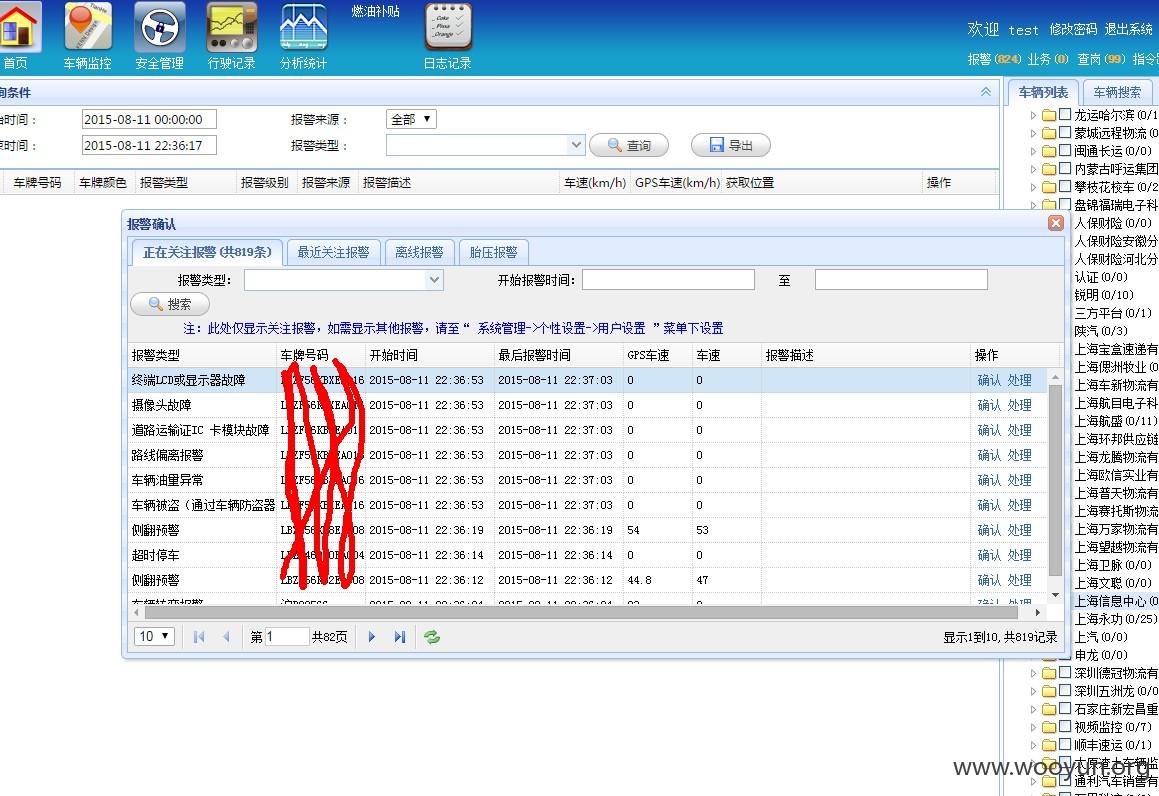 燃油补贴
首页 车辆监控 安全管理 行驶记录 分析统计 日志记录
欢迎 test 修改密码 退出系统
报警(824) 业务(0) 查岗(99) 指令
询条件
时间： 2015-08-11 00:00:00 报警来源： 全部
时间： 2015-08-11 22:36:17 报警类型： 查询 导出
车牌号码 车牌颜色 报警类型 报警级别 报警来源 报警描述 车速(km/h) GPS车速(km/h) 获取位置 操作
报警确认
正在关注报警(共819条) 最近关注报警 离线报警 胎压报警
报警类型： 开始报警时间： 至
搜索
注：此处仅显示关注报警，如需显示其他报警，请至“ 系统管理->个性设置->用户设置 ”菜单下设置
报警类型 车牌号码 开始时间 最后报警时间 GPS车速 车速 报警描述 操作
终端LCD或显示器故障 2015-08-11 22:36:53 2015-08-11 22:37:03 0 0 确认 处理
摄像头故障 2015-08-11 22:36:53 2015-08-11 22:37:03 0 0 确认 处理
道路运输证IC 卡模块故障 2015-08-11 22:36:53 2015-08-11 22:37:03 0 0 确认 处理
路线偏离报警 2015-08-11 22:36:53 2015-08-11 22:37:03 0 0 确认 处理
车辆油量异常 2015-08-11 22:36:53 2015-08-11 22:37:03 0 0 确认 处理
车辆被盗（通过车辆防盗器 2015-08-11 22:36:53 2015-08-11 22:37:03 0 0 确认 处理
侧翻预警 2015-08-11 22:36:19 2015-08-11 22:36:19 54 53 确认 处理
超时停车 2015-08-11 22:36:14 2015-08-11 22:36:14 0 0 确认 处理
侧翻预警 2015-08-11 22:36:12 2015-08-11 22:36:12 44.8 47 确认 处理
10 第 1 共82页 显示1到10, 共819记录
车辆列表 车辆搜索
龙运哈尔滨(0/1
蒙城远程物流(0
闽通长运(0/0)
内蒙古呼运集团
攀枝花校车(0/2
盘锦福瑞电子科
人保财险(0/0)
人保财险安徽分
人保财险河北分
认证(0/0)
锐明(0/10)
三方平台(0/1)
陕汽(0/3)
上海宝盒速递有
上海偲洲牧业(0
上海车新物流有
上海航目电子科
上海航盛(0/11)
上海环邦供应链
上海龙腾物流有
上海欧信实业有
上海普天物流有
上海赛托斯物流
上海万家物流有
上海望越物流有
上海卫脉(0/0)
上海文聪(0/0)
上海信息中心(0
上海永功(0/25)
上汽(0/0)
申龙(0/0)
深圳德冠物流有
深圳五洲龙(0/0
石家庄新宏昌重
视频监控(0/7)
顺丰速运(0/1)
太原渣土车辆监
通利汽车销售有
www.wooyun.org